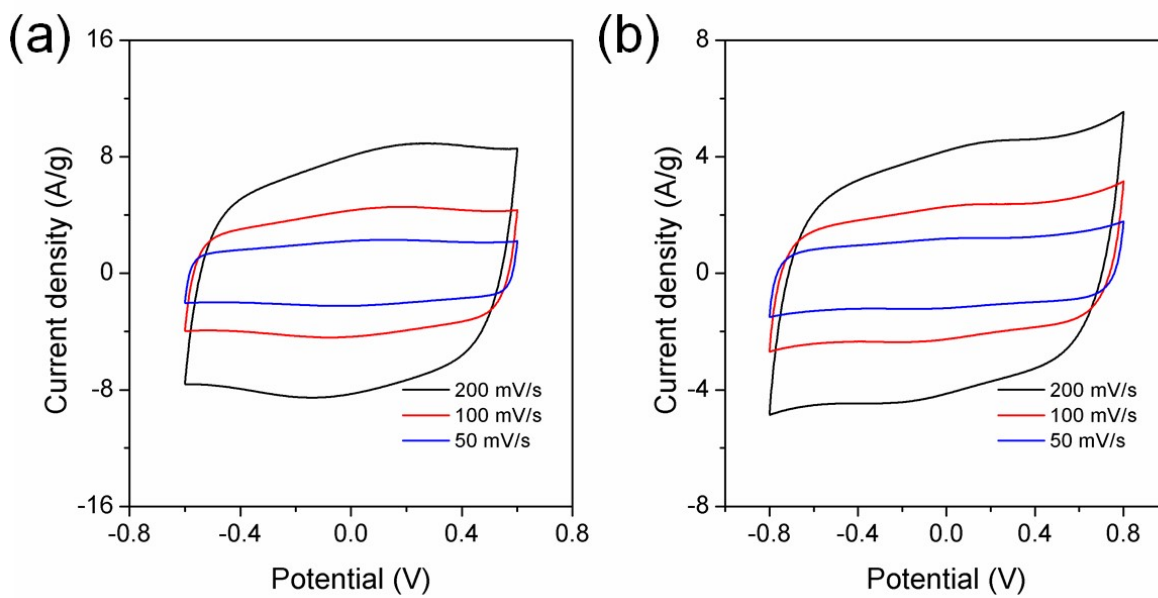 (a)
16
8
0
-8
-16
Current density (A/g)
200 mV/s
100 mV/s
50 mV/s
-0.8
-0.4
0.0
0.4
0.8
Potential (V)
(b)
8
4
0
-4
-8
Current density (A/g)
200 mV/s
100 mV/s
50 mV/s
-0.8
-0.4
0.0
0.4
0.8
Potential (V)